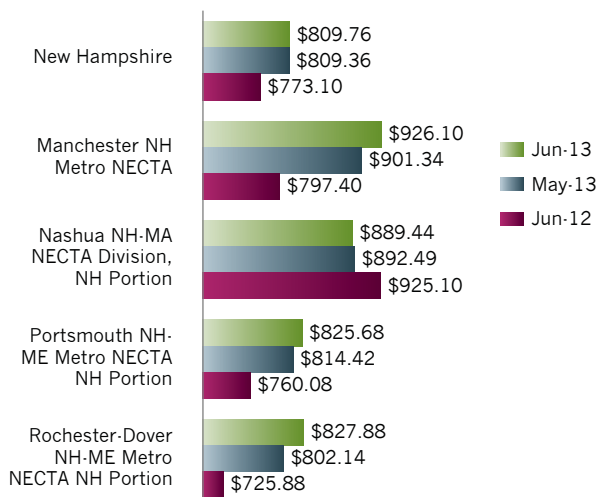 New Hampshire
$809.76
$809.36
$773.10
Manchester NH
Metro NECTA
$926.10
$901.34
$797.40
Nashua NH-MA
NECTA Division,
NH Portion
$889.44
$892.49
$925.10
Portsmouth NH-
ME Metro NECTA
NH Portion
$825.68
$814.42
$760.08
Rochester-Dover
NH-ME Metro
NECTA NH Portion
$827.88
$802.14
$725.88
Jun-13
May-13
Jun-12